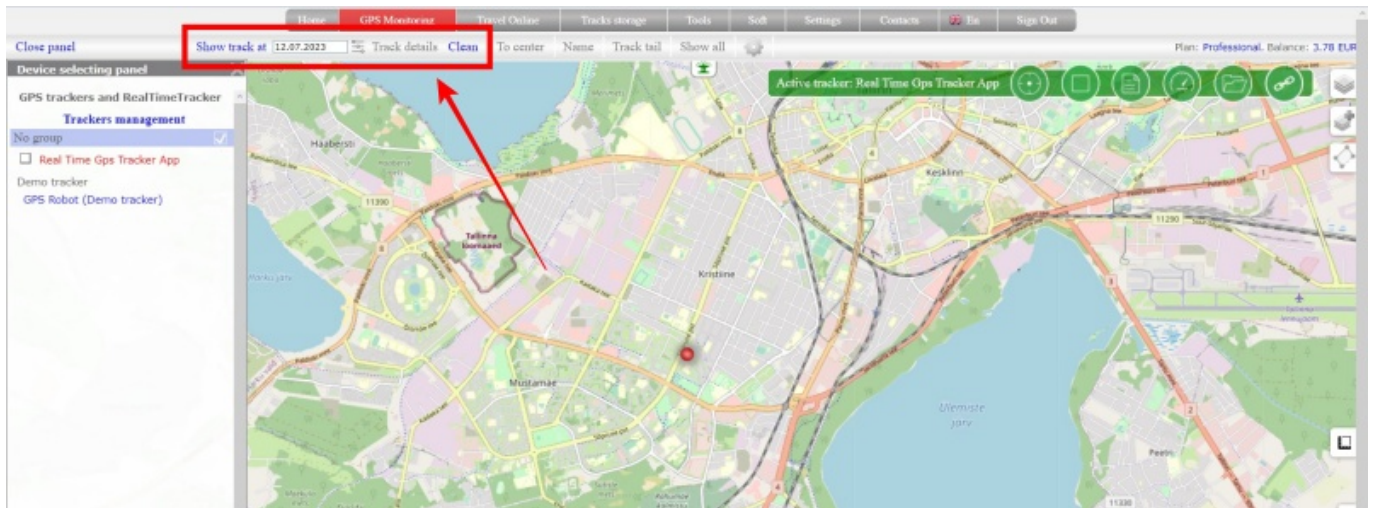 Home GPS Monitoring Travel Online Tracks storage Tools Soft Settings Contacts En Sign Out
Close panel Show track at 12.07.2023 Track details Clean To center Name Track tail Show all Plan: Professional. Balance: 3.78 EUR
Device selecting panel
Active tracker: Real Time Gps Tracker App
GPS trackers and RealTimeTracker
Trackers management
No group
Real Time Gps Tracker App
Demo tracker
GPS Robot (Demo tracker)
Haabersti
Kesklinn
11390
11290
Tallinna
loomaaed
Kristiine
Mustamäe
Ülemiste
järv
Peetri
11330